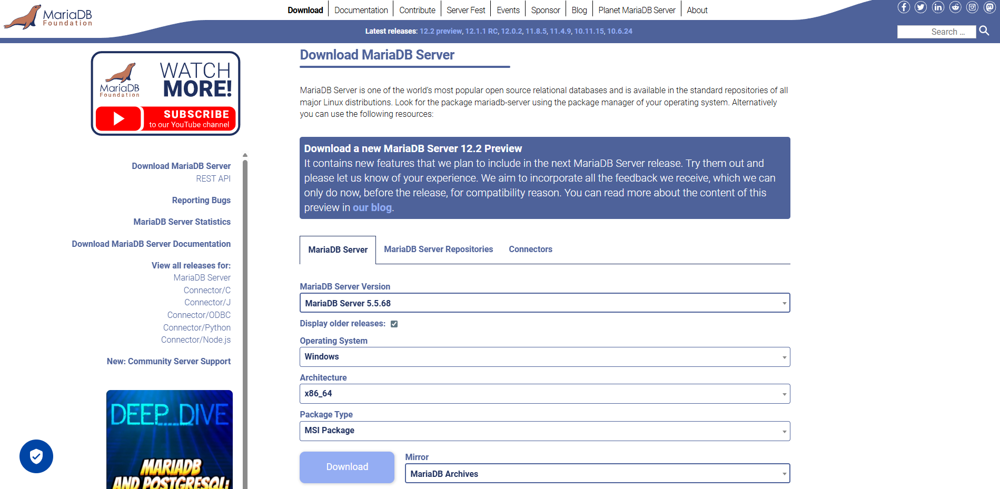 MariaDB
Foundation
Download
Documentation
Contribute
Server Fest
Events
Sponsor
Blog
Planet MariaDB Server
About
Latest releases: 12.2 preview, 12.1.1 RC, 12.0.2, 11.8.5, 11.4.9, 10.11.15, 10.6.24
Search ...
MariaDB
Foundation
WATCH
MORE!
SUBSCRIBE
to our YouTube channel
Download MariaDB Server
REST API
Reporting Bugs
MariaDB Server Statistics
Download MariaDB Server Documentation
View all releases for:
MariaDB Server
Connector/C
Connector/J
Connector/ODBC
Connector/Python
Connector/Node.js
New: Community Server Support
DEEP DIVE
MARIADB
AND POSTGRESQL:
Download MariaDB Server
MariaDB Server is one of the world's most popular open source relational databases and is available in the standard repositories of all
major Linux distributions. Look for the package mariadb-server using the package manager of your operating system. Alternatively
you can use the following resources:
Download a new MariaDB Server 12.2 Preview
It contains new features that we plan to include in the next MariaDB Server release. Try them out and
please let us know of your experience. We aim to incorporate all the feedback we receive, which we can
only do now, before the release, for compatibility reason. You can read more about the content of this
preview in our blog.
MariaDB Server
MariaDB Server Repositories
Connectors
MariaDB Server Version
MariaDB Server 5.5.68
Display older releases:
Operating System
Windows
Architecture
x86_64
Package Type
MSI Package
Download
Mirror
MariaDB Archives